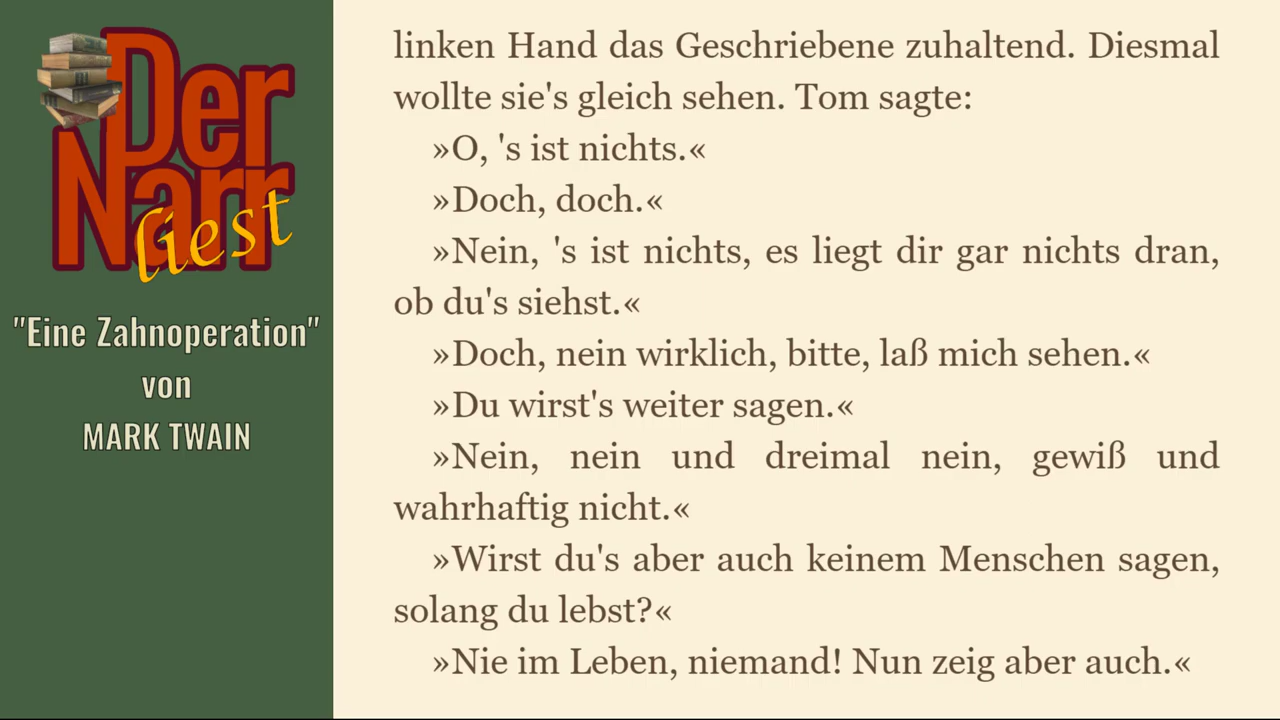 Der
Narr
liest
"Eine Zahnoperation"
von
MARK TWAIN
linken Hand das Geschriebene zuhaltend. Diesmal
wollte sie's gleich sehen. Tom sagte:
»O, 's ist nichts.«
»Doch, doch.«
»Nein, 's ist nichts, es liegt dir gar nichts dran,
ob du's siehst.«
»Doch, nein wirklich, bitte, laß mich sehen.«
»Du wirst's weiter sagen.«
»Nein, nein und dreimal nein, gewiß und
wahrhaftig nicht.«
»Wirst du's aber auch keinem Menschen sagen,
solang du lebst?«
»Nie im Leben, niemand! Nun zeig aber auch.«